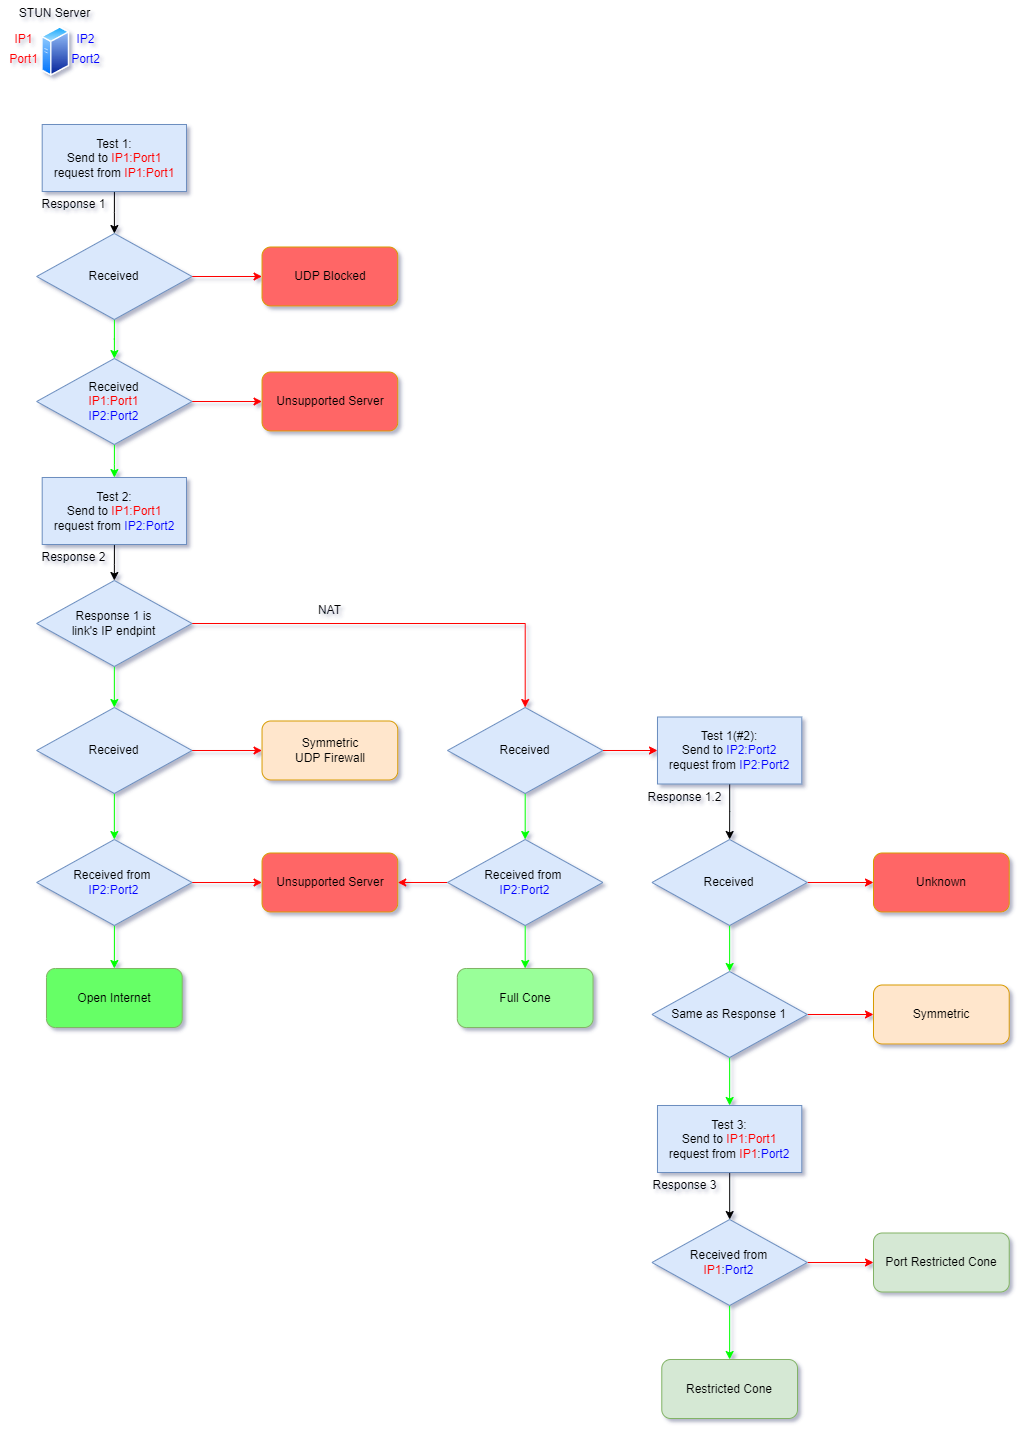 STUN Server
IP1
IP2
Port1
Port2
Test 1:
Send to IP1:Port1
request from IP1:Port1
Response 1
Received
UDP Blocked
Received
IP1:Port1
IP2:Port2
Unsupported Server
Test 2:
Send to IP1:Port1
request from IP2:Port2
Response 2
Response 1 is
link's IP endpint
NAT
Received
Symmetric
UDP Firewall
Received
Test 1(#2):
Send to IP2:Port2
request from IP2:Port2
Response 1.2
Received from
IP2:Port2
Unsupported Server
Received from
IP2:Port2
Received
Unknown
Open Internet
Full Cone
Same as Response 1
Symmetric
Test 3:
Send to IP1:Port1
request from IP1:Port2
Response 3
Received from
IP1:Port2
Port Restricted Cone
Restricted Cone